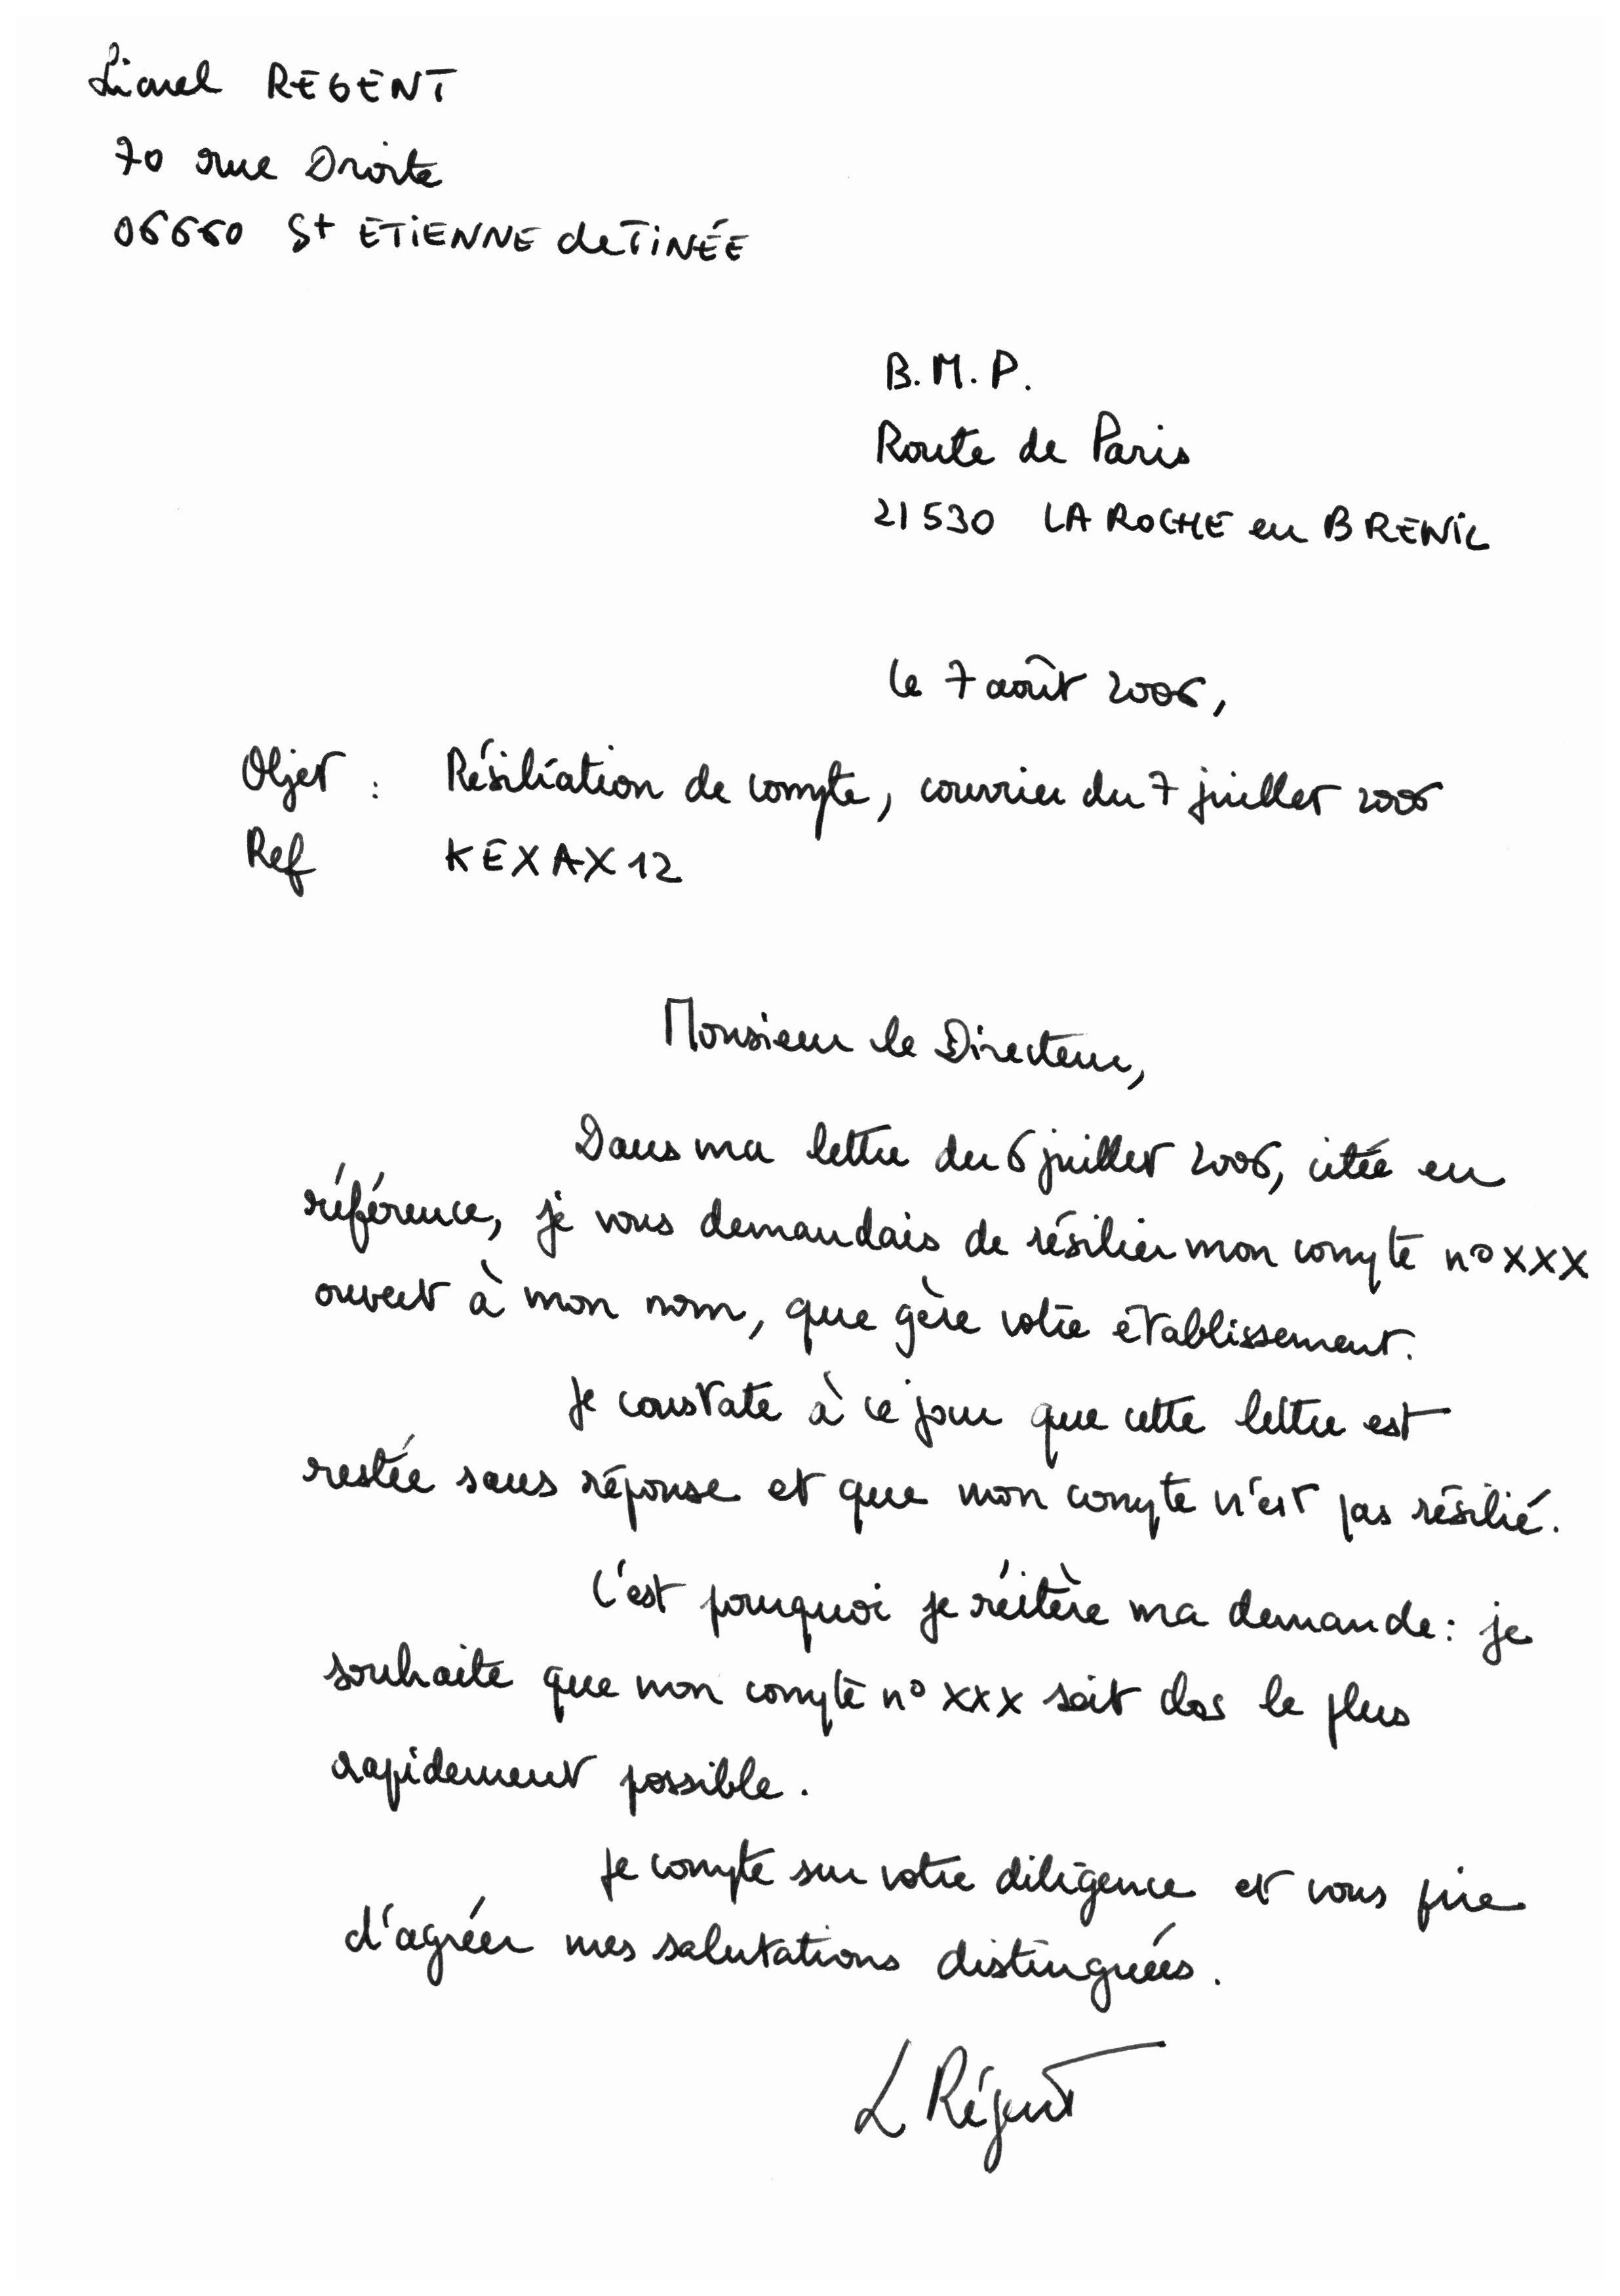 Lionel REGENT
70 rue Droite
06660 St ETIENNE de TINÉE
B.M.P.
Route de Paris
21530 LA ROCHE en BRENIL
le 7 août 2006,
Objet : Résiliation de compte, courrier du 7 juillet 2006
Ref KEXAX12
Monsieur le Directeur,
Dans ma lettre du 6 juillet 2006, citée en
référence, je vous demandais de résilier mon compte n° XXX
ouvert à mon nom, que gère votre établissement.
Je constate à ce jour que cette lettre est
restée sans réponse et que mon compte n'est pas résilié.
C'est pourquoi je réitère ma demande : je
souhaite que mon compte n° XXX soit clos le plus
rapidement possible.
Je compte sur votre diligence et vous prie
d'agréer mes salutations distinguées.
L Régent